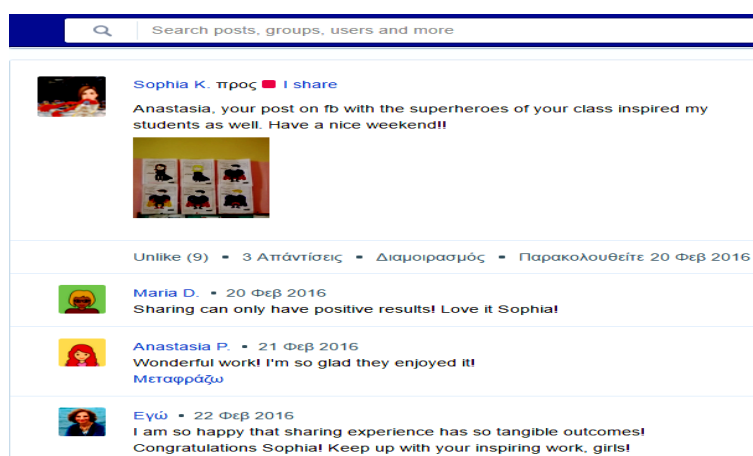 Search posts, groups, users and more
Sophia K. προς I share
Anastasia, your post on fb with the superheroes of your class inspired my
students as well. Have a nice weekend!!
Unlike (9) • 3 Απάντίσεις • Διαμοιρασμός • Παρακολουθείτε 20 Φεβ 2016
Maria D. • 20 Φεβ 2016
Sharing can only have positive results! Love it Sophia!
Anastasia P. • 21 Φεβ 2016
Wonderful work! I'm so glad they enjoyed it!
Μεταφράζω
Εγώ • 22 Φεβ 2016
I am so happy that sharing experience has so tangible outcomes!
Congratulations Sophia! Keep up with your inspiring work, girls!